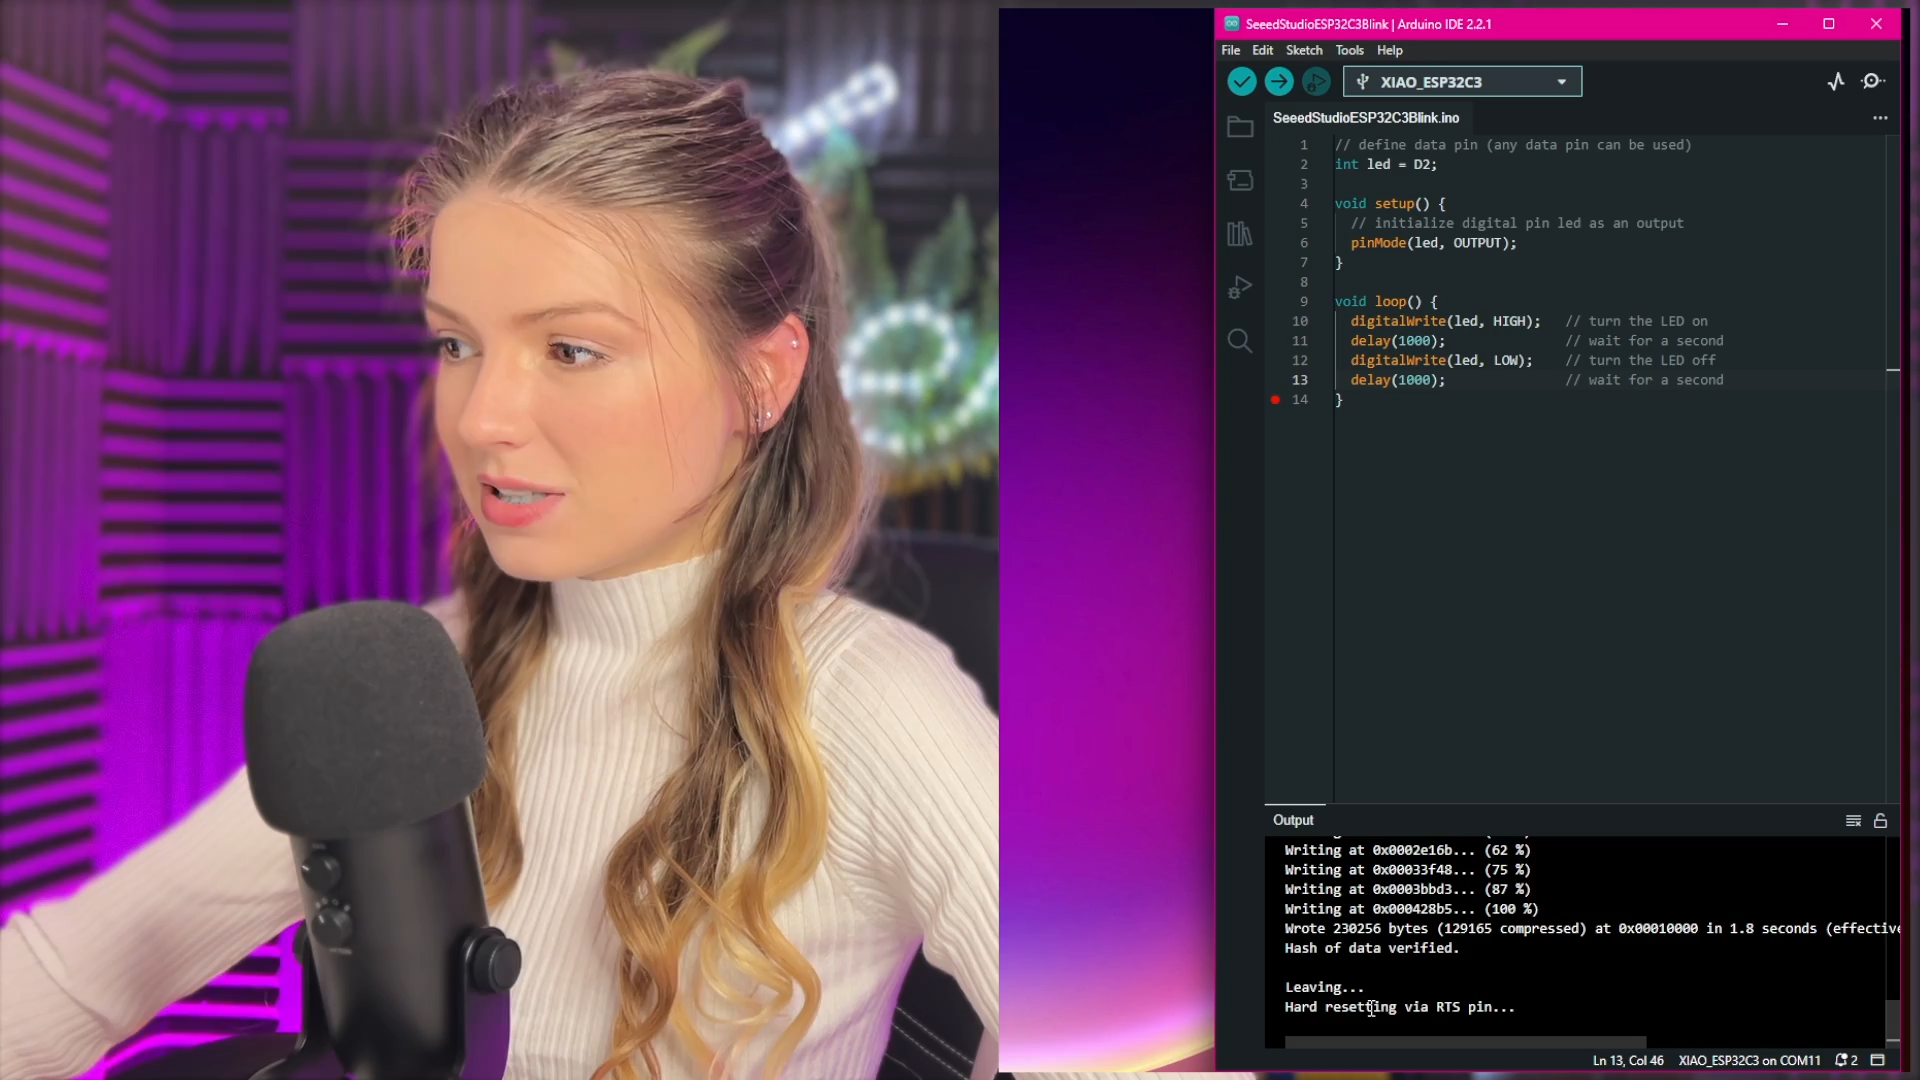 SeeedStudioESP32C3Blink | Arduino IDE 2.2.1
File Edit Sketch Tools Help
XIAO_ESP32C3
SeeedStudioESP32C3Blink.ino
1 // define data pin (any data pin can be used)
2 int led = D2;
3
4 void setup() {
5 // initialize digital pin led as an output
6 pinMode(led, OUTPUT);
7 }
8
9 void loop() {
10 digitalWrite(led, HIGH); // turn the LED on
11 delay(1000); // wait for a second
12 digitalWrite(led, LOW); // turn the LED off
13 delay(1000); // wait for a second
14 }
Output
Writing at 0x0002e16b... (62 %)
Writing at 0x00033f48... (75 %)
Writing at 0x0003bbd3... (87 %)
Writing at 0x000428b5... (100 %)
Wrote 230256 bytes (129165 compressed) at 0x00010000 in 1.8 seconds (effective
Hash of data verified.
Leaving...
Hard resetting via RTS pin...
Ln 13, Col 46 XIAO_ESP32C3 on COM11 2